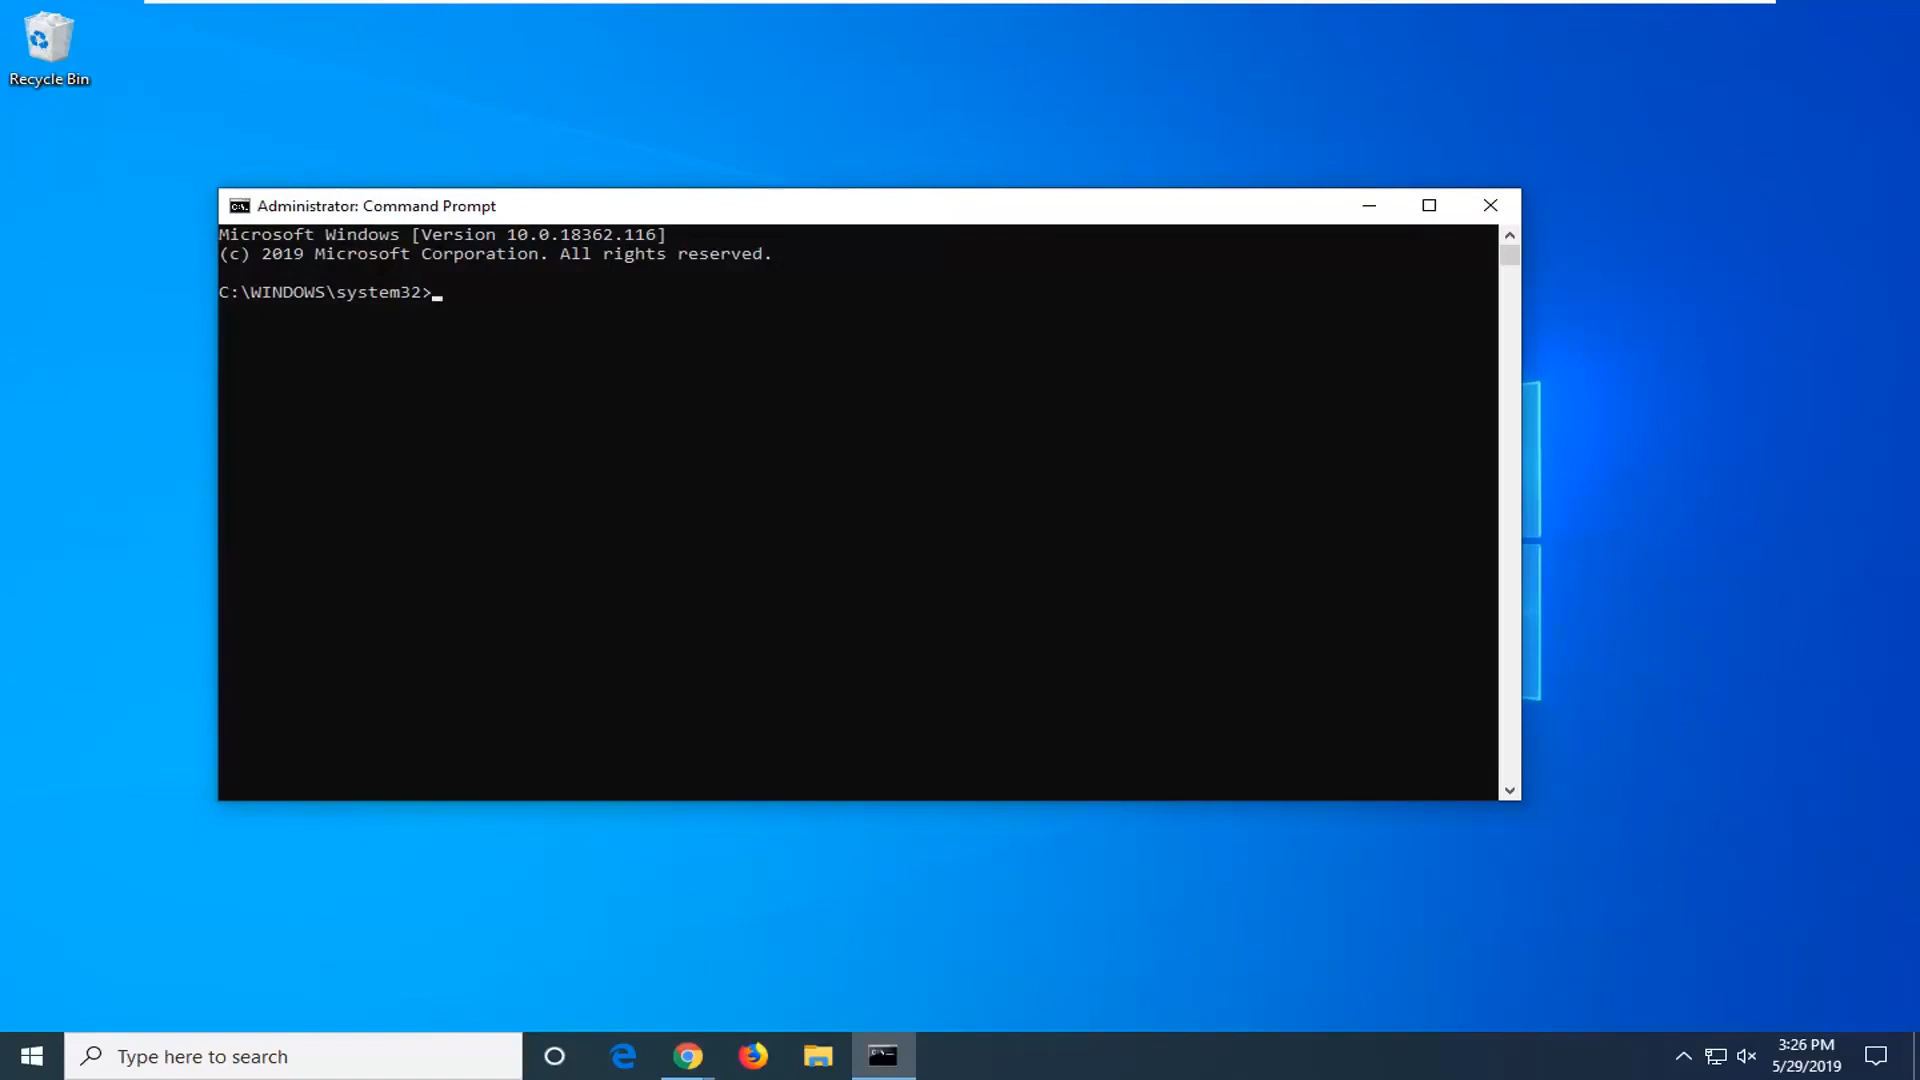 Recycle Bin
Administrator: Command Prompt
Microsoft Windows [Version 10.0.18362.116]
(c) 2019 Microsoft Corporation. All rights reserved.
C:\WINDOWS\system32>
Type here to search
3:26 PM
5/29/2019